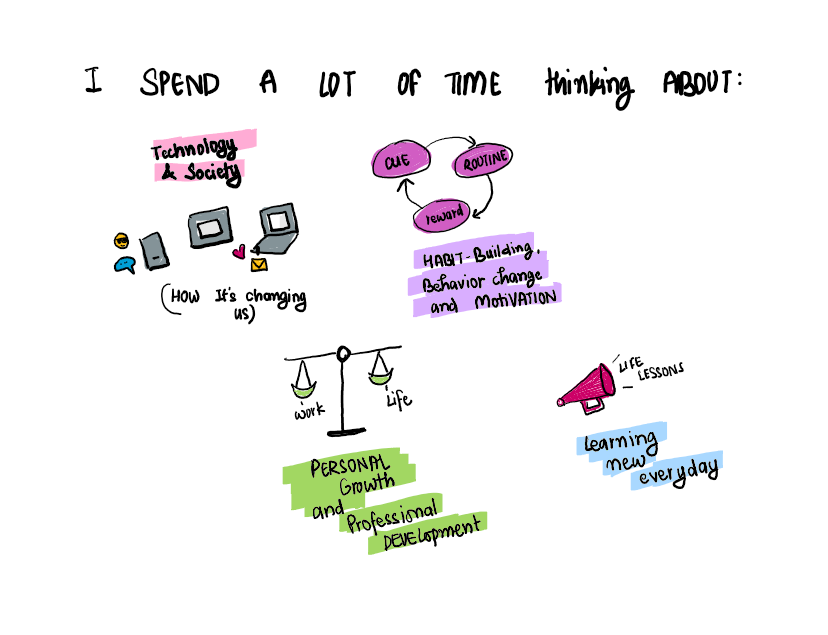 I SPEND A LOT OF TIME thinking ABOUT:
Technology
& Society
(HOW It's changing
us)
CUE
ROUTINE
reward
HABIT-Building,
Behavior change
and MotiVATION
work
Life
PERSONAL
Growth
and
Professional
DEVElopment
LIFE
LESSONS
Learning
new
everyday